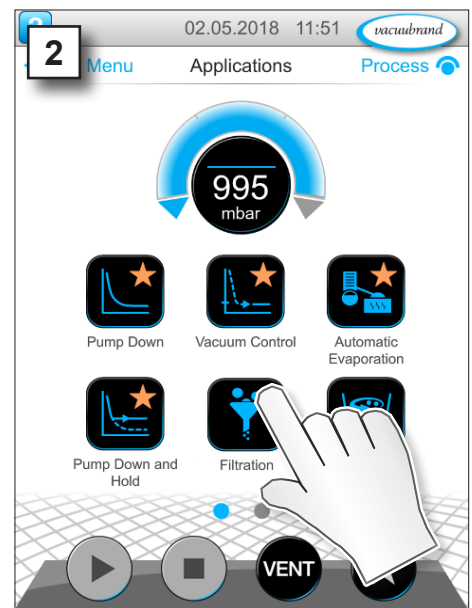 2
02.05.2018 11:51 vacuubrand
Menu Applications Process
995
mbar
Pump Down
Vacuum Control
Automatic
Evaporation
Pump Down and
Hold
Filtration
VENT